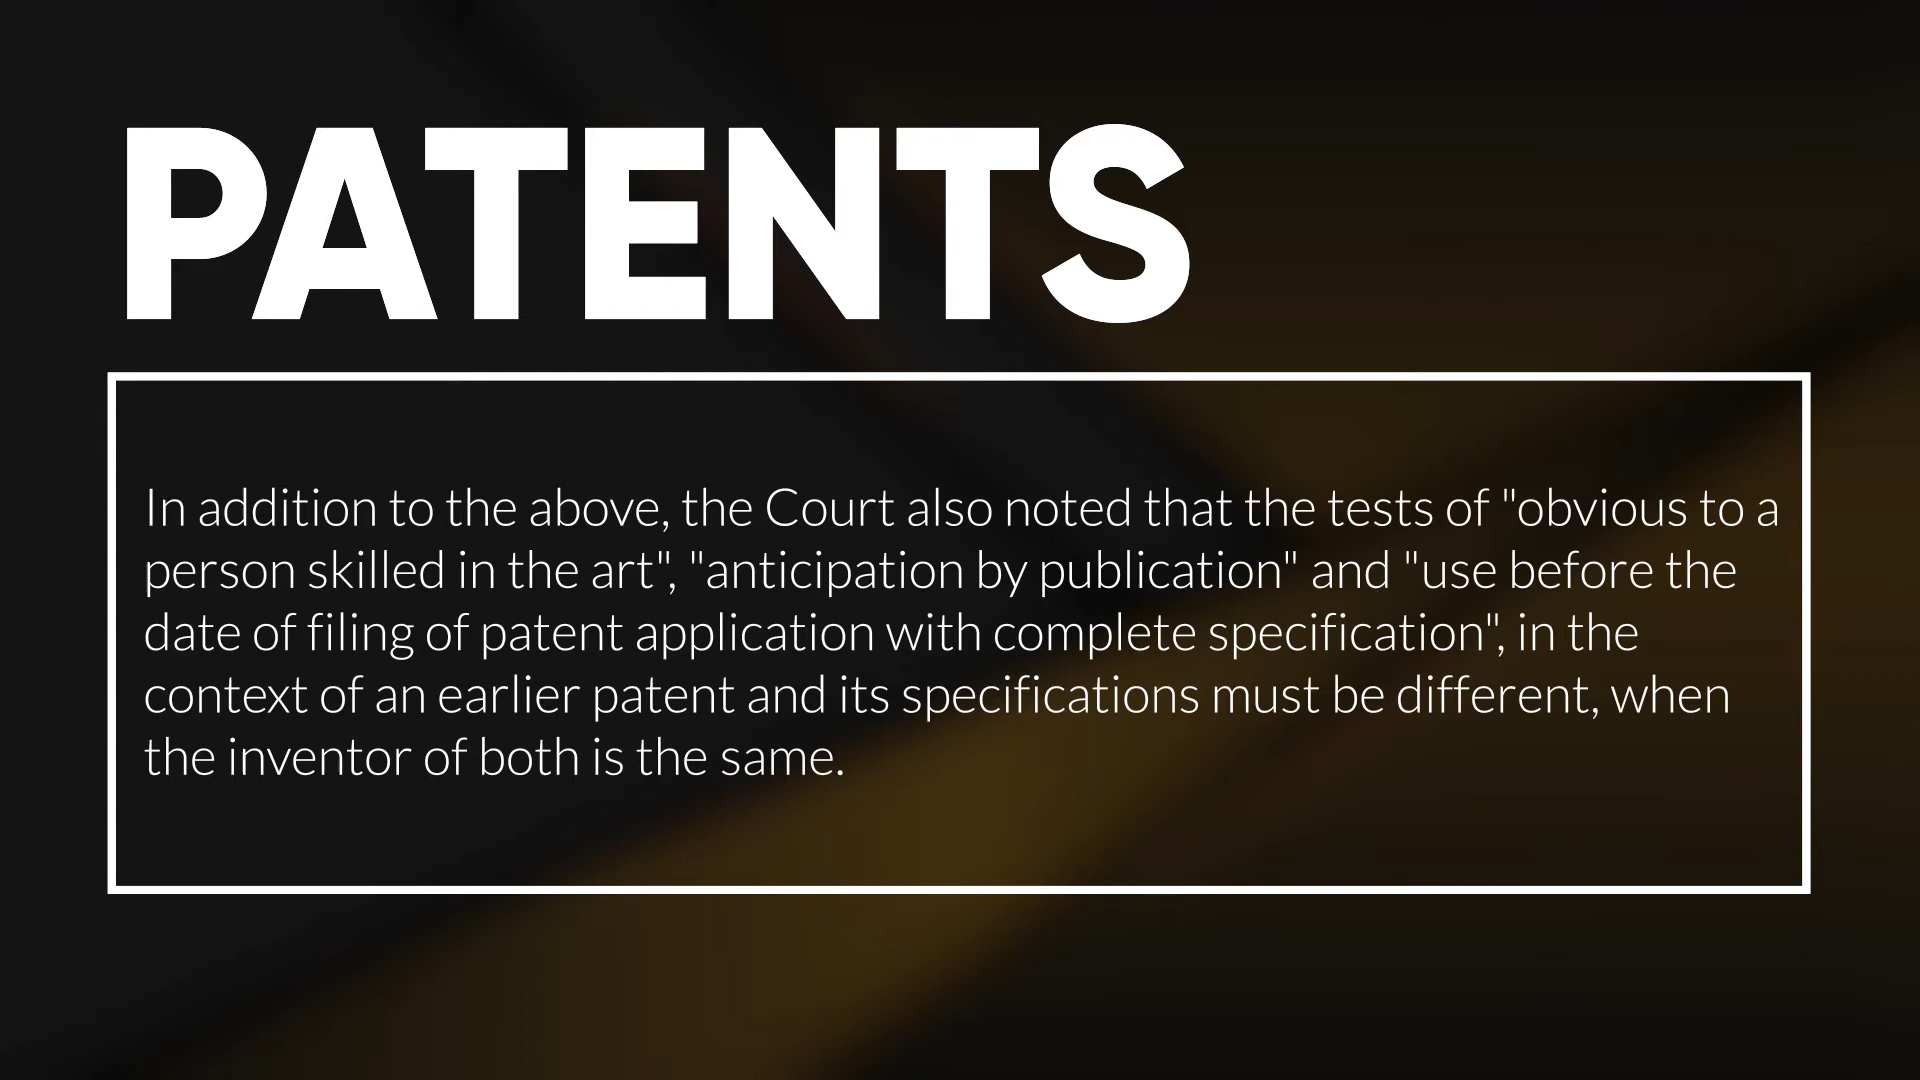 PATENTS
In addition to the above, the Court also noted that the tests of "obvious to a
person skilled in the art", "anticipation by publication" and "use before the
date of filing of patent application with complete specification", in the
context of an earlier patent and its specifications must be different, when
the inventor of both is the same.